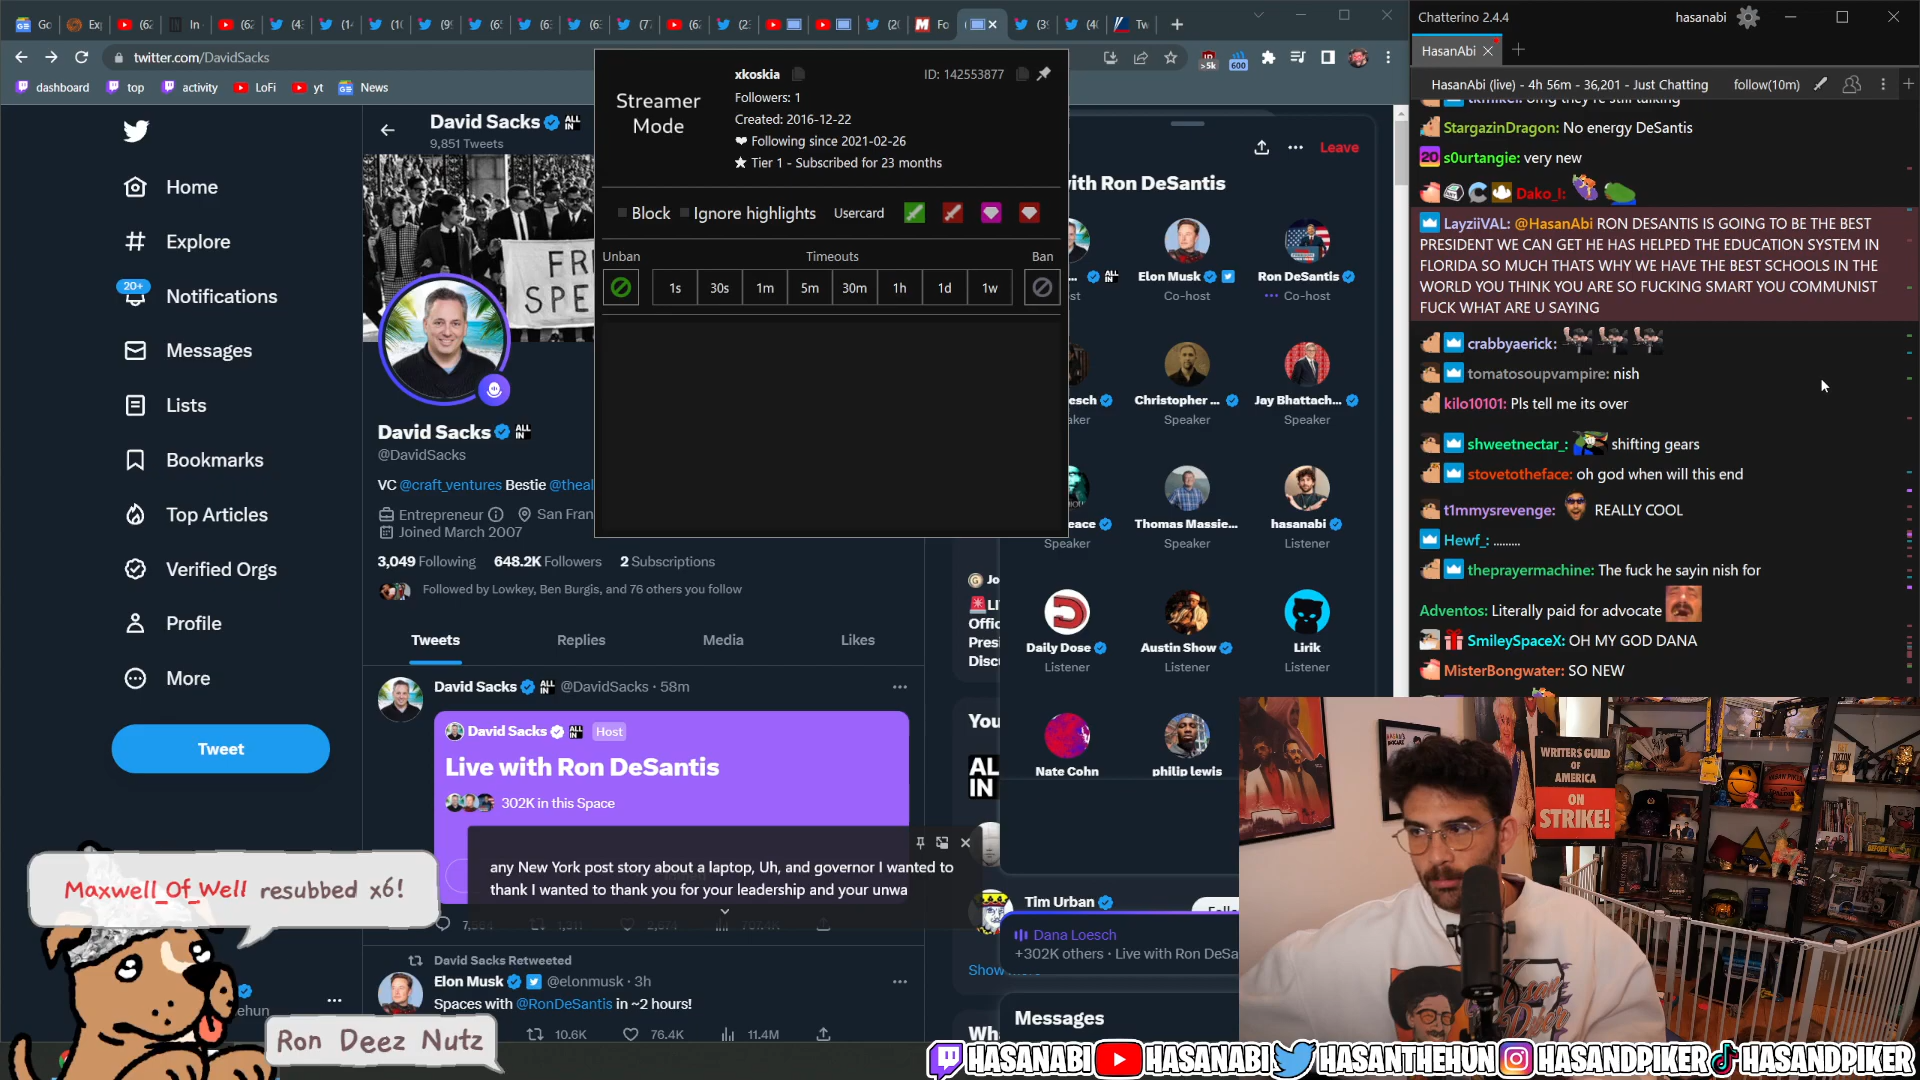 twitter.com/DavidSacks
dashboard
top
activity
LoFi
yt
News
David Sacks
9,851 Tweets
Home
Explore
20+
Notifications
Messages
Lists
Bookmarks
Top Articles
Verified Orgs
Profile
More
Tweet
David Sacks
@DavidSacks
VC @craft_ventures Bestie @theal
Entrepreneur
San Fran
Joined March 2007
3,049 Following 648.2K Followers 2 Subscriptions
Followed by Lowkey, Ben Burgis, and 76 others you follow
Tweets
Replies
Media
Likes
David Sacks @DavidSacks · 58m
David Sacks Host
Live with Ron DeSantis
302K in this Space
any New York post story about a laptop, Uh, and governor I wanted to
thank I wanted to thank you for your leadership and your unwa
David Sacks Retweeted
Elon Musk @elonmusk · 3h
Spaces with @RonDeSantis in ~2 hours!
10.6K
76.4K
11.4M
Maxwell_Of_Well resubbed x6!
Ron Deez Nutz
Streamer
Mode
xkoskia
ID: 142553877
Followers: 1
Created: 2016-12-22
Following since 2021-02-26
Tier 1 - Subscribed for 23 months
Block
Ignore highlights
Usercard
Unban
Timeouts
Ban
1s
30s
1m
5m
30m
1h
1d
1w
Leave
ith Ron DeSantis
Elon Musk
Co-host
Ron DeSantis
Co-host
Christopher ...
Speaker
Jay Bhattach...
Speaker
Speaker
Thomas Massie...
Speaker
hasanabi
Listener
Daily Dose
Listener
Austin Show
Listener
Lirik
Listener
Nate Cohn
philip lewis
Tim Urban
Dana Loesch
+302K others · Live with Ron DeSa
Messages
Chatterino 2.4.4
hasanabi
HasanAbi
HasanAbi (live) - 4h 56m - 36,201 - Just Chatting
follow(10m)
StargazinDragon: No energy DeSantis
s0urtangie: very new
Dako_I:
LayziiVAL: @HasanAbi RON DESANTIS IS GOING TO BE THE BEST
PRESIDENT WE CAN GET HE HAS HELPED THE EDUCATION SYSTEM IN
FLORIDA SO MUCH THATS WHY WE HAVE THE BEST SCHOOLS IN THE
WORLD YOU THINK YOU ARE SO FUCKING SMART YOU COMMUNIST
FUCK WHAT ARE U SAYING
crabbyaerick:
tomatosoupvampire: nish
kilo10101: Pls tell me its over
shweetnectar_: shifting gears
stovetotheface: oh god when will this end
t1mmysrevenge: REALLY COOL
Hewf_: .........
theprayermachine: The fuck he sayin nish for
Adventos: Literally paid for advocate
SmileySpaceX: OH MY GOD DANA
MisterBongwater: SO NEW
WRITERS GUILD
OF
AMERICA
ON
STRIKE!
HASANABI
HASANABI
HASANTHEHUN
HASANDPIKER
HASANDPIKER